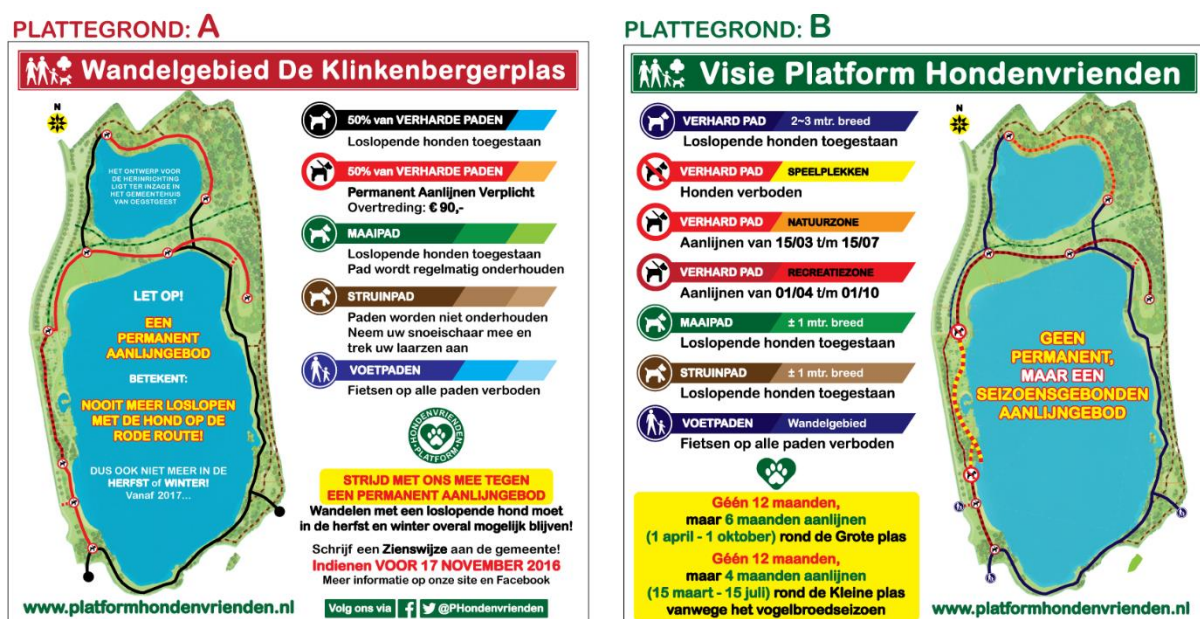 PLATTEGROND: A
Wandelgebied De Klinkenbergerplas
N
HET ONTWERP VOOR
DE HERINRICHTING
LIGT TER INZAGE IN
HET GEMEENTEHUIS
VAN OEGSTGEEST
LET OP!
EEN
PERMANENT
AANLIJNGEBOD
BETEKENT:
NOOIT MEER LOSLOPEN
MET DE HOND OP DE
RODE ROUTE!
DUS OOK NIET MEER IN DE
HERFST of WINTER!
Vanaf 2017...
50% van VERHARDE PADEN
Loslopende honden toegestaan
50% van VERHARDE PADEN
Permanent Aanlijnen Verplicht
Overtreding: € 90,-
MAAIPAD
Loslopende honden toegestaan
Pad wordt regelmatig onderhouden
STRUINPAD
Paden worden niet onderhouden
Neem uw snoeischaar mee en
trek uw laarzen aan
VOETPADEN
Fietsen op alle paden verboden
HONDENVRIENDEN
PLATFORM
STRIJD MET ONS MEE TEGEN
EEN PERMANENT AANLIJNGEBOD
Wandelen met een loslopende hond moet
in de herfst en winter overal mogelijk blijven!
Schrijf een Zienswijze aan de gemeente!
Indienen VOOR 17 NOVEMBER 2016
Meer informatie op onze site en Facebook
www.platformhondenvrienden.nl
Volg ons via f @PHondenvrienden
PLATTEGROND: B
Visie Platform Hondenvrienden
VERHARD PAD 2~3 mtr. breed
Loslopende honden toegestaan
VERHARD PAD SPEELPLEKKEN
Honden verboden
VERHARD PAD NATUURZONE
Aanlijnen van 15/03 t/m 15/07
VERHARD PAD RECREATIEZONE
Aanlijnen van 01/04 t/m 01/10
MAAIPAD ± 1 mtr. breed
Loslopende honden toegestaan
STRUINPAD ± 1 mtr. breed
Loslopende honden toegestaan
VOETPADEN Wandelgebied
Fietsen op alle paden verboden
Géén 12 maanden,
maar 6 maanden aanlijnen
(1 april - 1 oktober) rond de Grote plas
Géén 12 maanden,
maar 4 maanden aanlijnen
(15 maart - 15 juli) rond de Kleine plas
vanwege het vogelbroedseizoen
N
GEEN
PERMANENT,
MAAR EEN
SEIZOENSGEBONDEN
AANLIJNGEBOD
www.platformhondenvrienden.nl